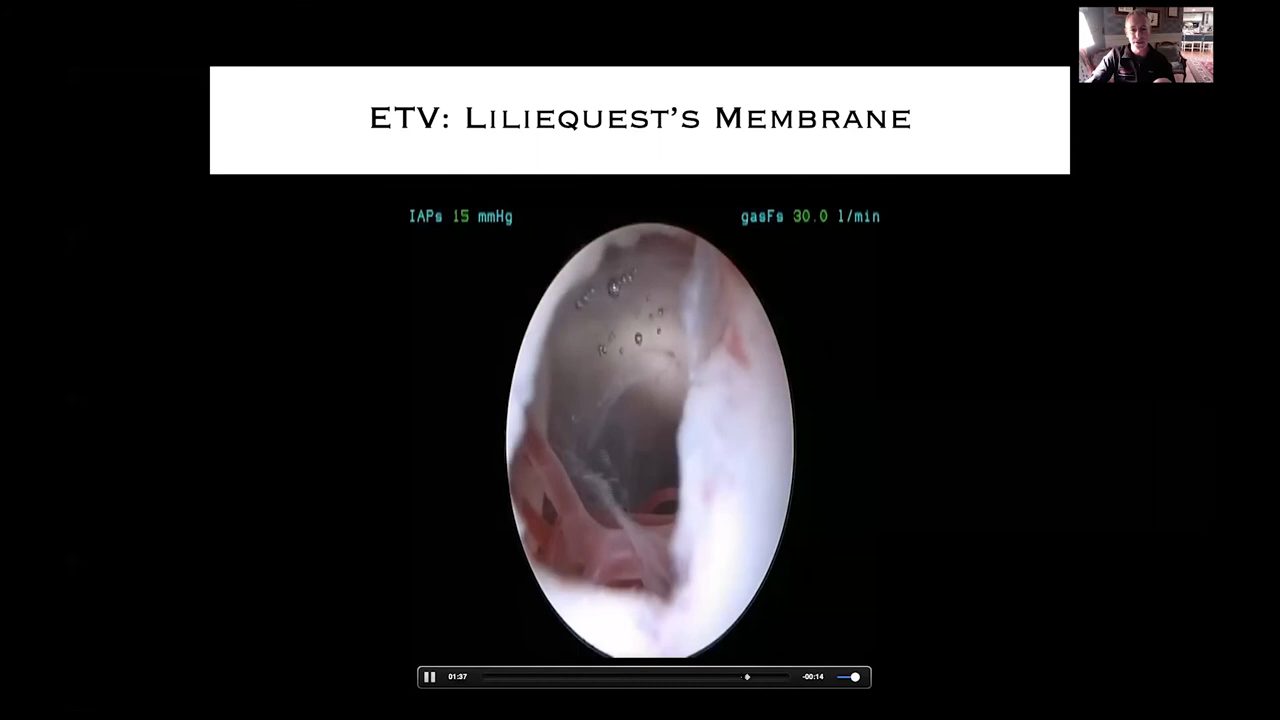 ETV: Liliequest's Membrane
IAPs 15 mmHg
gasFs 30.0 l/min
01:37
-00:14